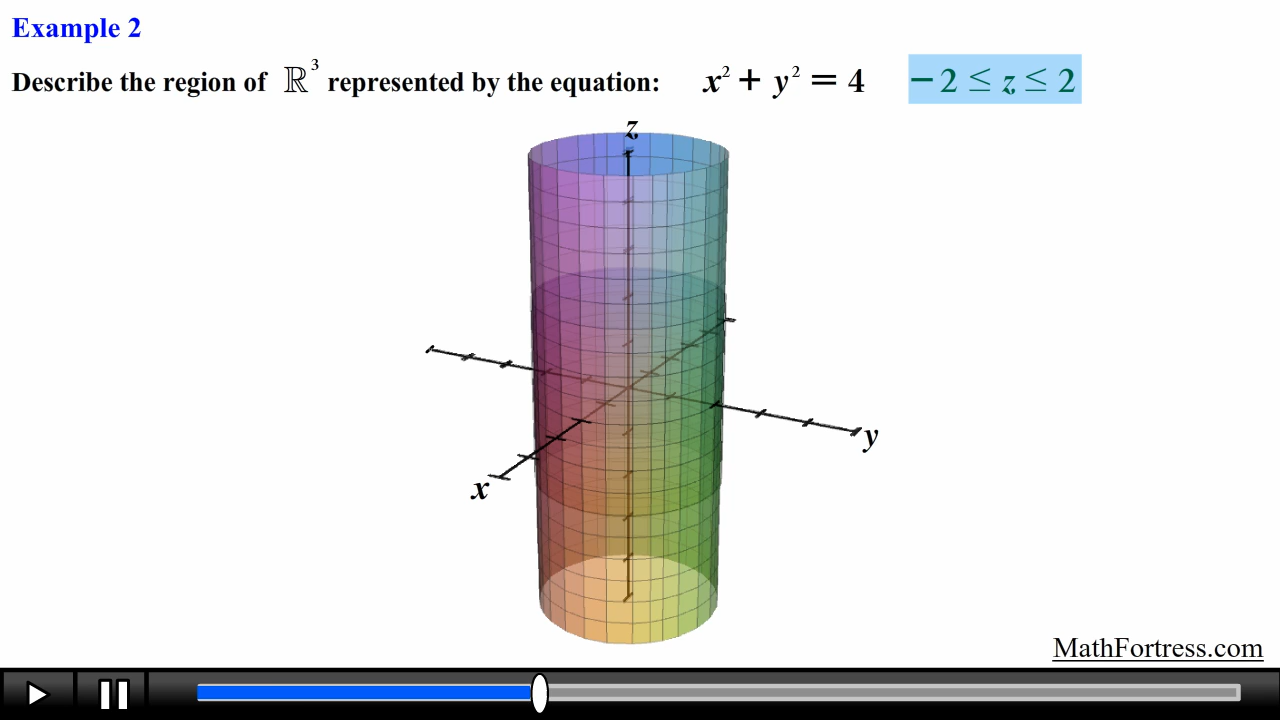 Example 2
Describe the region of ℝ³ represented by the equation: x² + y² = 4 −2 ≤ z ≤ 2
z
y
x
MathFortress.com